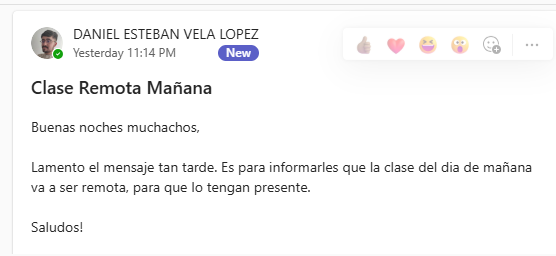 DANIEL ESTEBAN VELA LOPEZ
Yesterday 11:14 PM
New
Clase Remota Mañana
Buenas noches muchachos,
Lamento el mensaje tan tarde. Es para informarles que la clase del dia de mañana
va a ser remota, para que lo tengan presente.
Saludos!